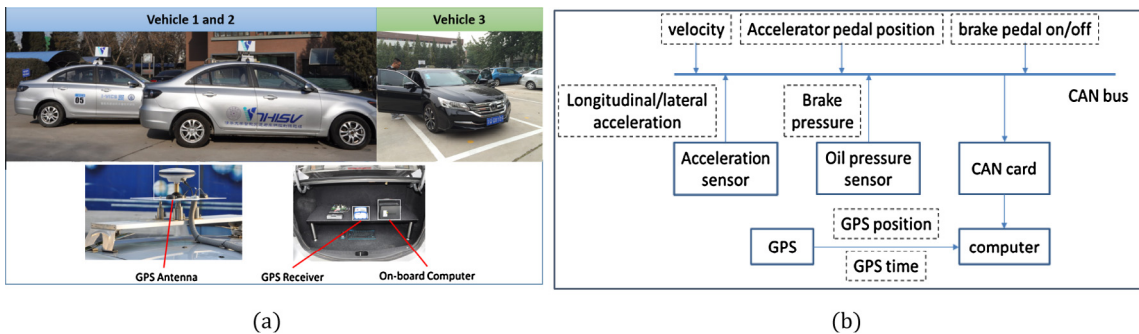 Vehicle 1 and 2
Vehicle 3
05
THISV
GPS Antenna
GPS Receiver
On-board Computer
(a)
velocity
Accelerator pedal position
brake pedal on/off
CAN bus
Longitudinal/lateral
acceleration
Brake
pressure
Acceleration
sensor
Oil pressure
sensor
CAN card
GPS position
GPS
computer
GPS time
(b)